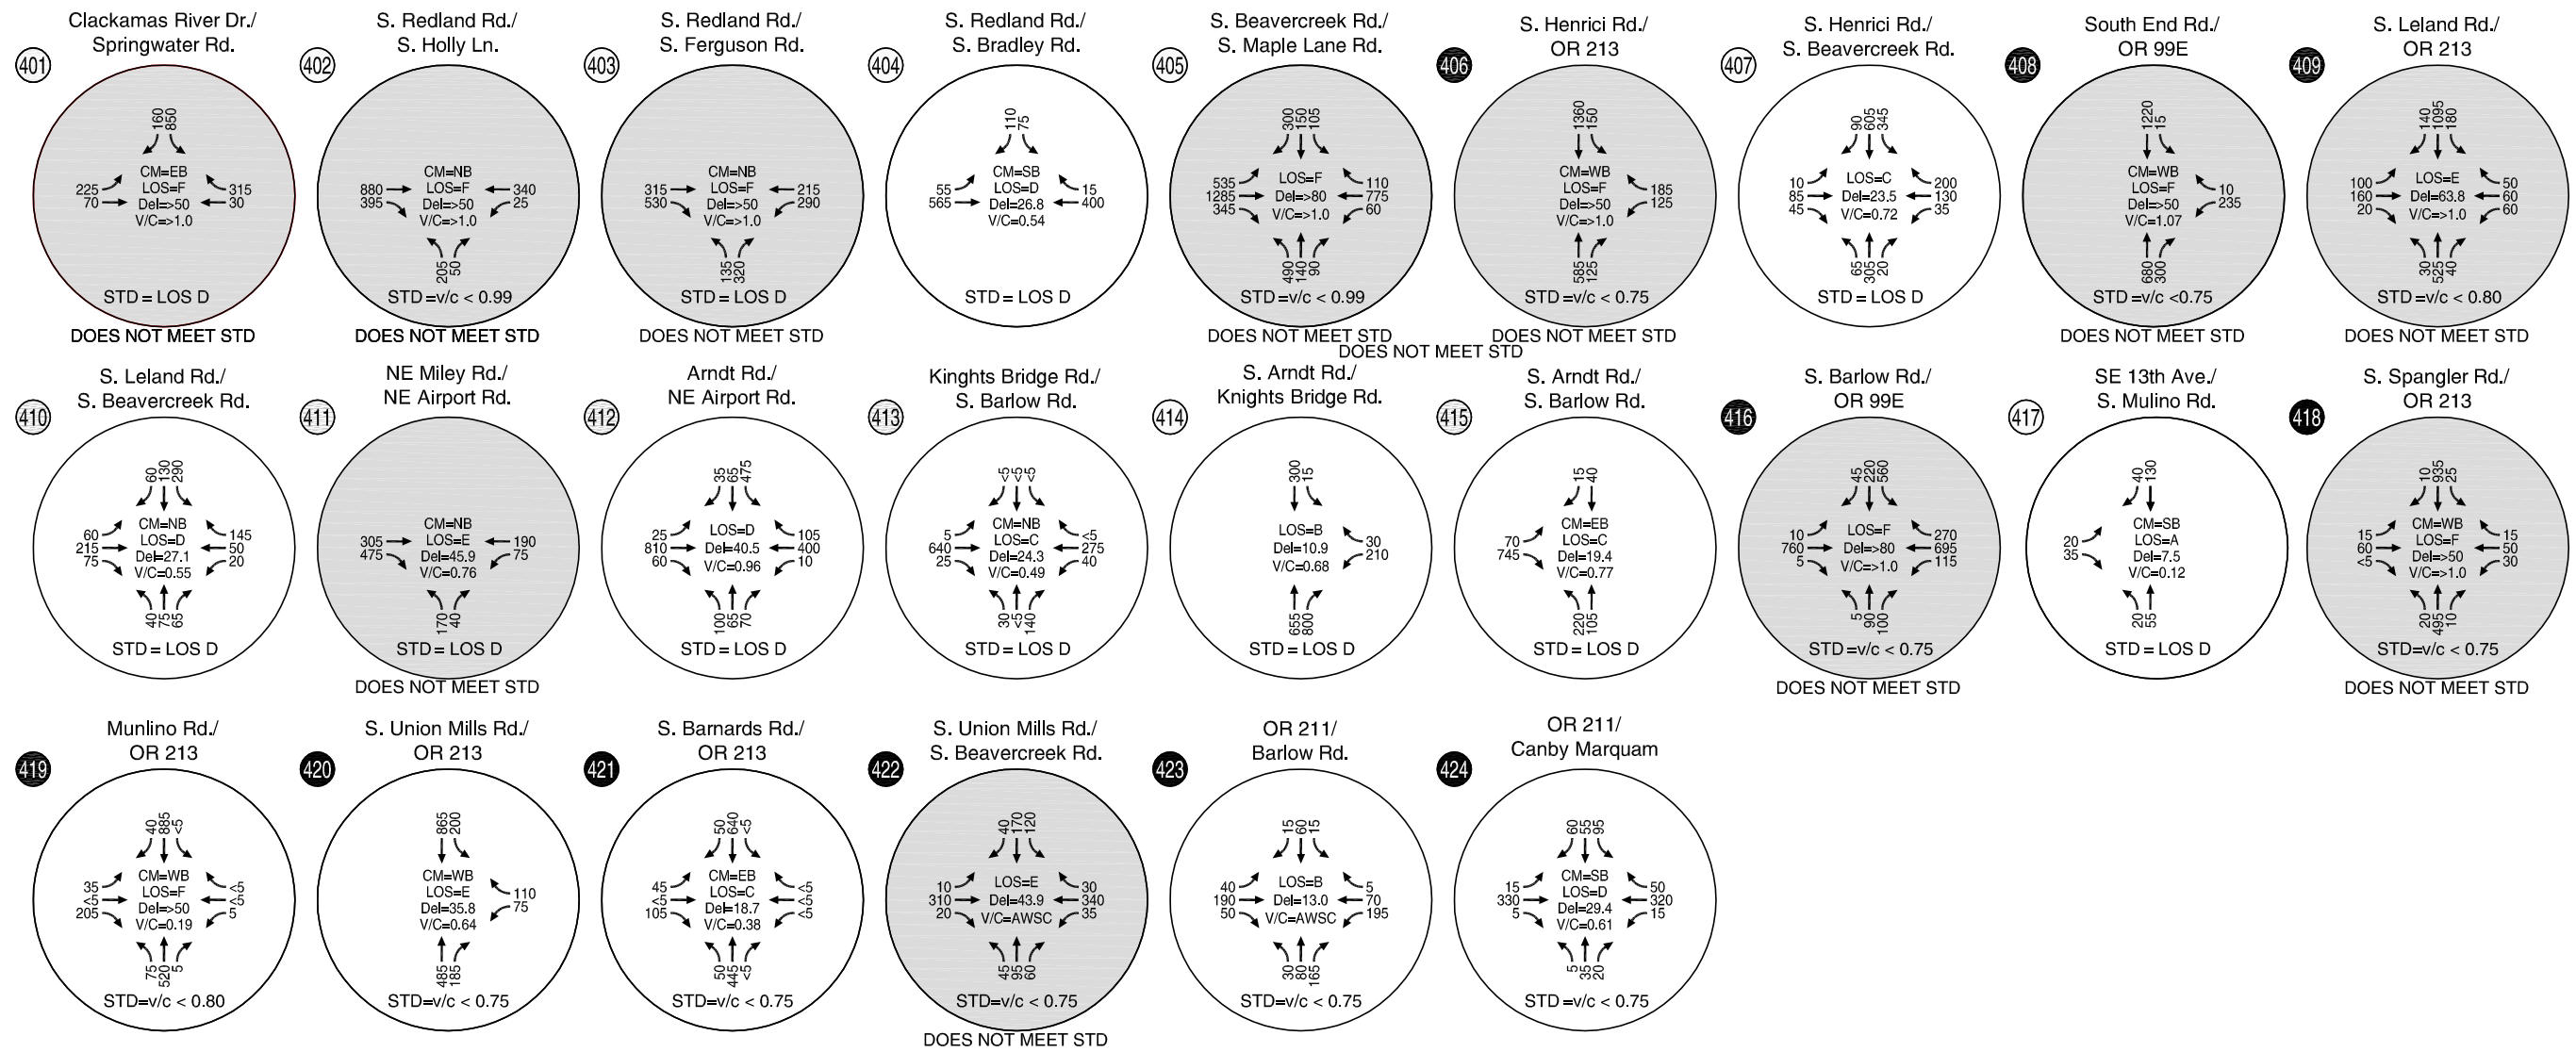 Clackamas River Dr./
Springwater Rd.
401
160
850
225
70
CM=EB
LOS=F
Del=>50
V/C=>1.0
315
30
STD = LOS D
DOES NOT MEET STD
S. Redland Rd./
S. Holly Ln.
402
880
395
CM=NB
LOS=F
Del=>50
V/C=>1.0
340
25
205
50
STD =v/c < 0.99
DOES NOT MEET STD
S. Redland Rd./
S. Ferguson Rd.
403
315
530
CM=NB
LOS=F
Del=>50
V/C=>1.0
215
290
135
320
STD = LOS D
DOES NOT MEET STD
S. Redland Rd./
S. Bradley Rd.
404
110
75
55
565
CM=SB
LOS=D
Del=26.8
V/C=0.54
15
400
STD = LOS D
S. Beavercreek Rd./
S. Maple Lane Rd.
405
300
150
105
535
1285
345
LOS=F
Del=>80
V/C=>1.0
110
775
60
490
140
90
STD =v/c < 0.99
DOES NOT MEET STD
DOES NOT MEET STD
S. Henrici Rd./
OR 213
406
1360
150
CM=WB
LOS=F
Del=>50
V/C=>1.0
185
125
585
125
STD =v/c < 0.75
DOES NOT MEET STD
S. Henrici Rd./
S. Beavercreek Rd.
407
90
605
345
10
85
45
LOS=C
Del=23.5
V/C=0.72
200
130
35
65
305
20
STD = LOS D
South End Rd./
OR 99E
408
1220
15
CM=WB
LOS=F
Del=>50
V/C=1.07
10
235
680
300
STD =v/c <0.75
DOES NOT MEET STD
S. Leland Rd./
OR 213
409
140
1095
180
100
160
20
LOS=E
Del=63.8
V/C=>1.0
50
60
60
30
525
40
STD =v/c < 0.80
DOES NOT MEET STD
S. Leland Rd./
S. Beavercreek Rd.
410
60
130
290
60
215
75
CM=NB
LOS=D
Del=27.1
V/C=0.55
145
50
20
40
75
65
STD = LOS D
NE Miley Rd./
NE Airport Rd.
411
305
475
CM=NB
LOS=E
Del=45.9
V/C=0.76
190
75
170
40
STD = LOS D
DOES NOT MEET STD
Arndt Rd./
NE Airport Rd.
412
35
65
475
25
810
60
LOS=D
Del=40.5
V/C=0.96
105
400
10
100
65
70
STD = LOS D
Kinghts Bridge Rd./
S. Barlow Rd.
413
<5
<5
<5
5
640
25
CM=NB
LOS=C
Del=24.3
V/C=0.49
<5
275
40
30
<5
140
STD = LOS D
S. Arndt Rd./
Knights Bridge Rd.
414
300
15
LOS=B
Del=10.9
V/C=0.68
30
210
655
800
STD = LOS D
S. Arndt Rd./
S. Barlow Rd.
415
15
40
70
745
CM=EB
LOS=C
Del=19.4
V/C=0.77
220
105
STD = LOS D
S. Barlow Rd./
OR 99E
416
45
220
560
10
760
5
LOS=F
Del=>80
V/C=>1.0
270
695
115
5
90
100
STD=v/c < 0.75
DOES NOT MEET STD
SE 13th Ave./
S. Mulino Rd.
417
40
130
20
35
CM=SB
LOS=A
Del=7.5
V/C=0.12
20
55
STD = LOS D
S. Spangler Rd./
OR 213
418
10
935
25
15
60
<5
CM=WB
LOS=F
Del=>50
V/C=>1.0
15
50
30
20
495
10
STD=v/c < 0.75
DOES NOT MEET STD
Munlino Rd./
OR 213
419
40
885
<5
35
<5
205
CM=WB
LOS=F
Del=>50
V/C=0.19
<5
<5
5
75
520
5
STD=v/c < 0.80
S. Union Mills Rd./
OR 213
420
865
200
CM=WB
LOS=E
Del=35.8
V/C=0.64
110
75
485
185
STD=v/c < 0.75
S. Barnards Rd./
OR 213
421
50
640
<5
45
<5
105
CM=EB
LOS=C
Del=18.7
V/C=0.38
<5
<5
<5
50
445
<5
STD=v/c < 0.75
S. Union Mills Rd./
S. Beavercreek Rd.
422
40
170
120
10
310
20
LOS=E
Del=43.9
V/C=AWSC
30
340
35
45
95
60
STD=v/c < 0.75
DOES NOT MEET STD
OR 211/
Barlow Rd.
423
15
60
15
40
190
50
LOS=B
Del=13.0
V/C=AWSC
5
70
195
30
80
165
STD=v/c < 0.75
OR 211/
Canby Marquam
424
60
55
95
15
330
5
CM=SB
LOS=D
Del=29.4
V/C=0.61
50
320
15
5
35
20
STD=v/c < 0.75